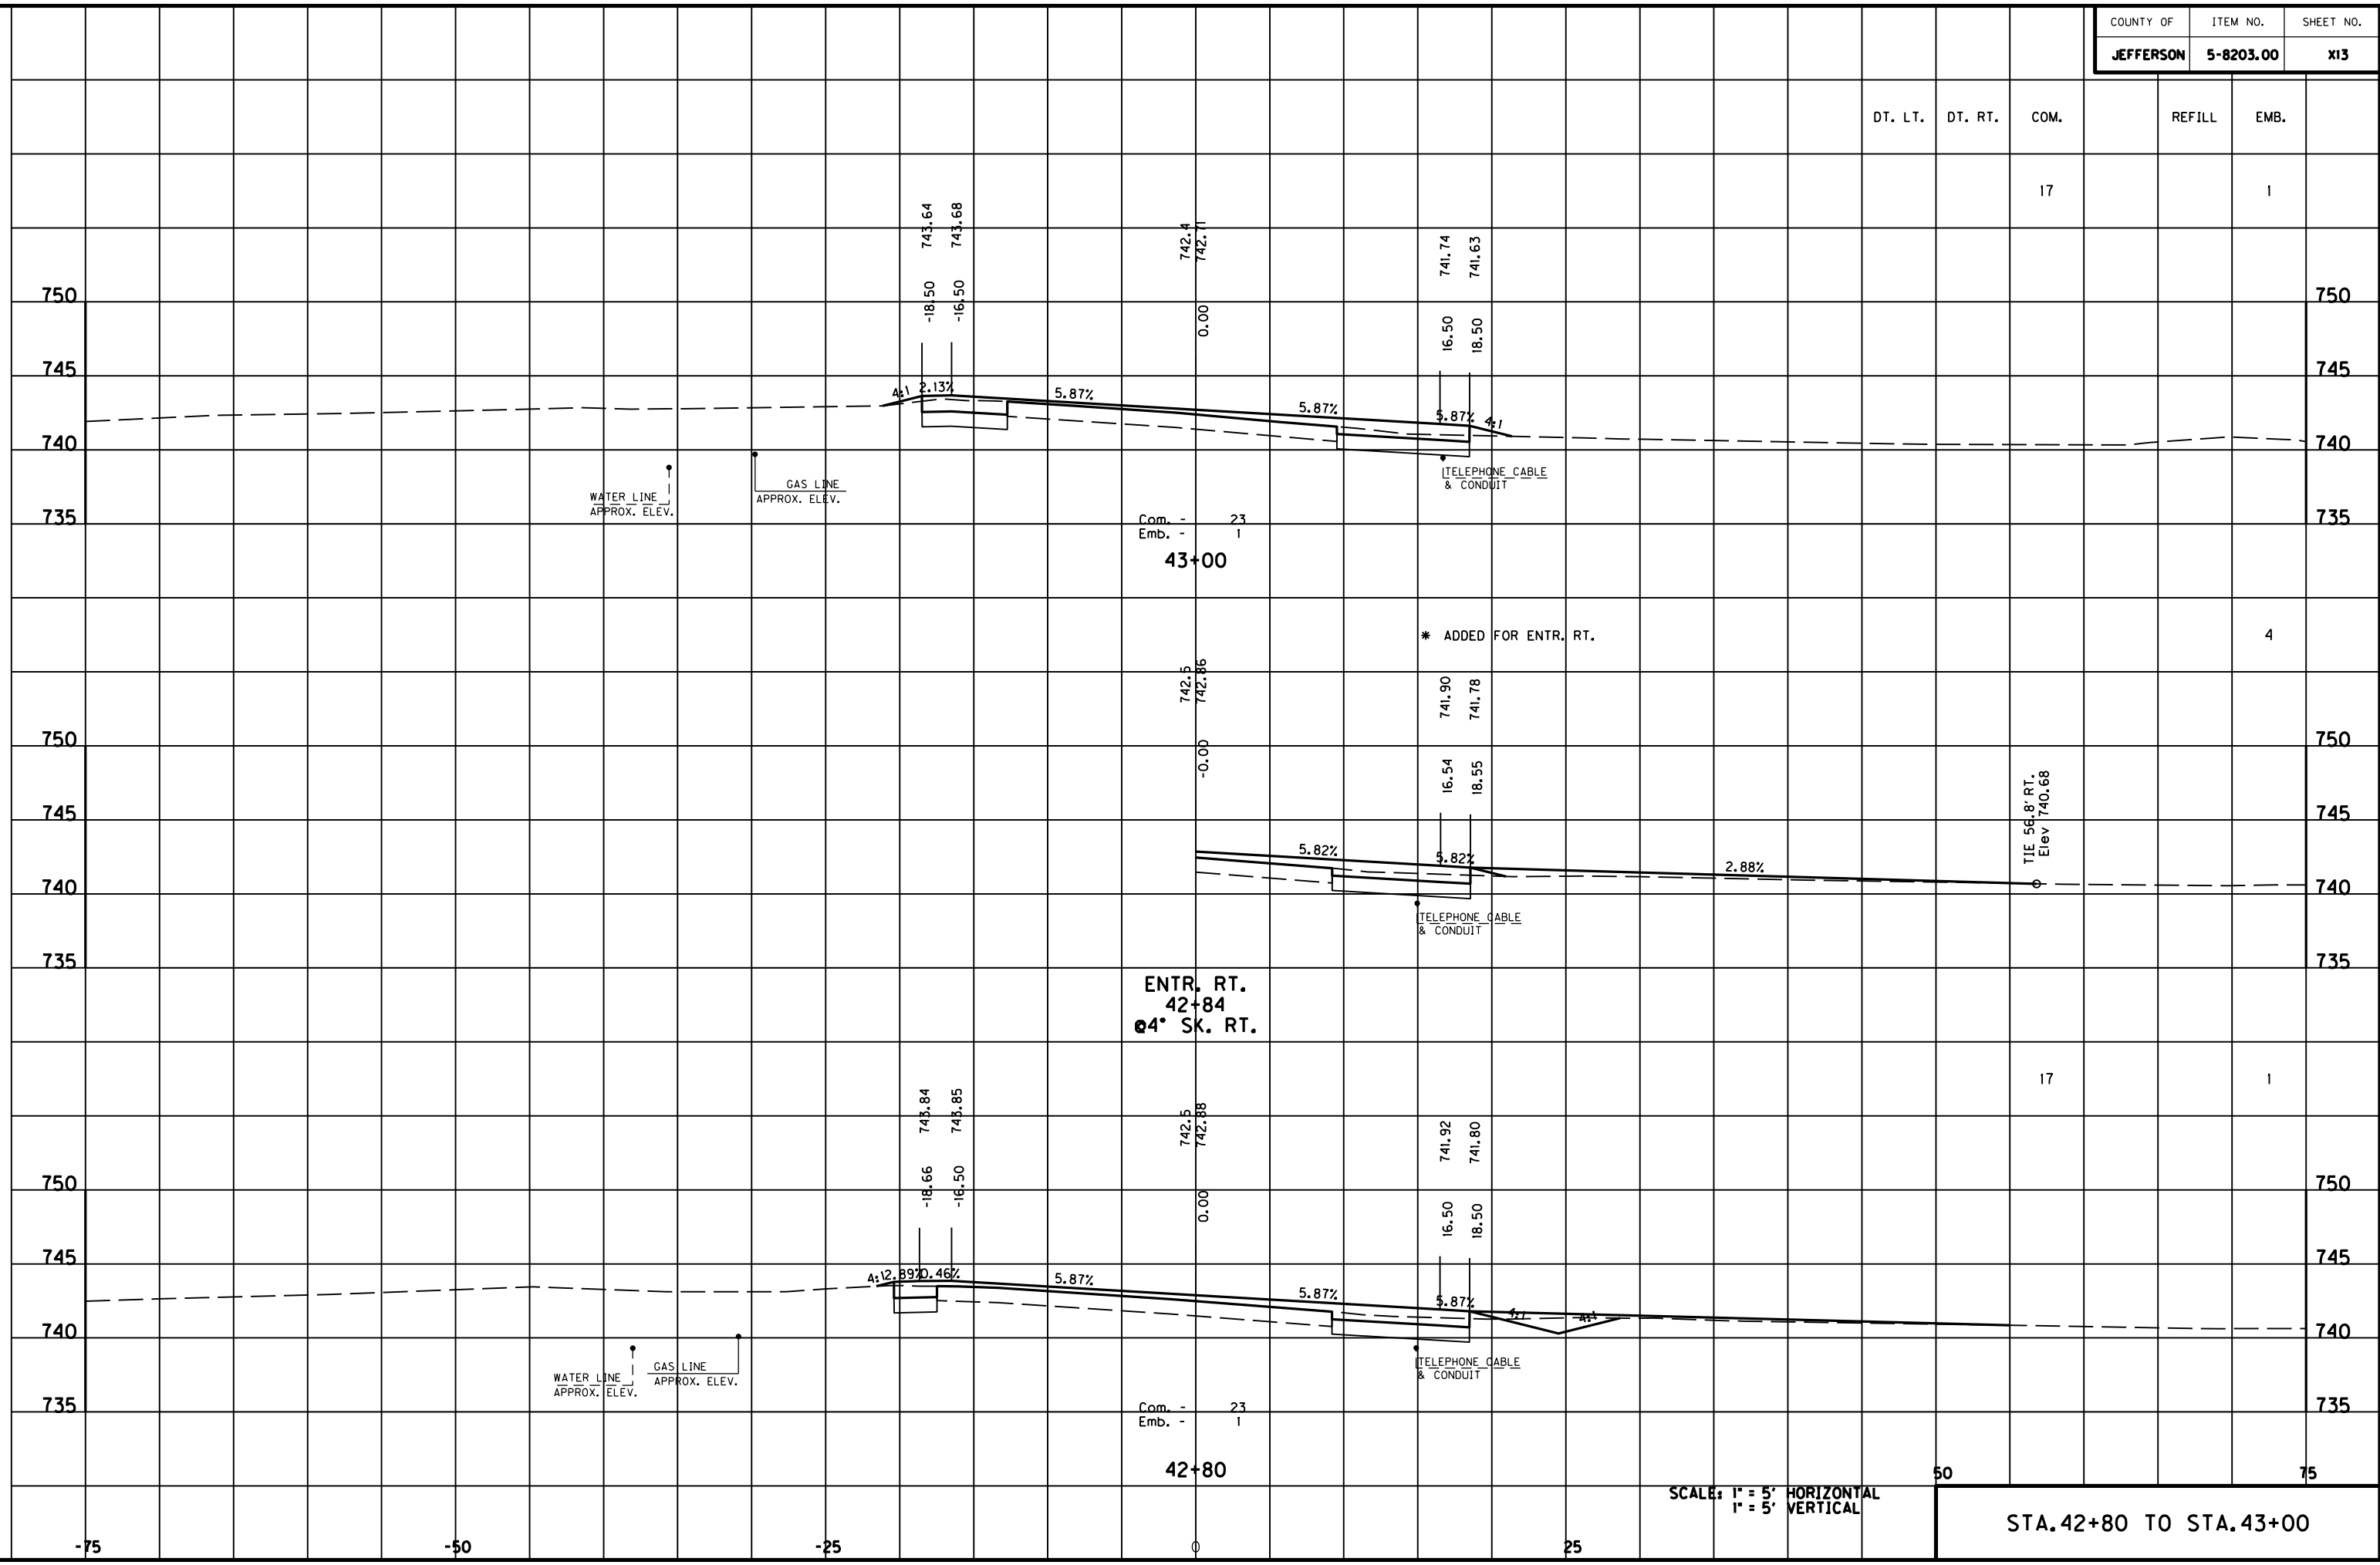 COUNTY OF ITEM NO. SHEET NO.
JEFFERSON 5-8203.00 X13
DT. LT. DT. RT. COM. REFILL EMB.
17 1
743.64 743.68 742.4 742.71 741.74 741.63
-18.50 -16.50 0.00 16.50 18.50
750 750
745 745
4:1 2.13% 5.87% 5.87% 5.87% 4:1
740 740
WATER LINE
APPROX. ELEV.
GAS LINE
APPROX. ELEV.
TELEPHONE CABLE
& CONDUIT
735 735
Com. - 23
Emb. - 1
43+00
* ADDED FOR ENTR. RT. 4
742.86 741.90 741.78
750 750
-0.00 16.54 18.55
TIE 56.8' RT.
Elev 740.68
745 745
5.82% 5.82% 2.88%
740 740
TELEPHONE CABLE
& CONDUIT
735 735
ENTR. RT.
42+84
@4° SK. RT.
17 1
743.84 743.85 742.88 741.92 741.80
750 750
-18.66 -16.50 0.00 16.50 18.50
745 745
4:1 2.89% 0.46% 5.87% 5.87% 5.87% 4:1 4:1
740 740
WATER LINE
APPROX. ELEV.
GAS LINE
APPROX. ELEV.
TELEPHONE CABLE
& CONDUIT
735 735
Com. - 23
Emb. - 1
42+80
50 75
SCALE: 1" = 5' HORIZONTAL
1" = 5' VERTICAL
STA.42+80 TO STA.43+00
-75 -50 -25 0 25